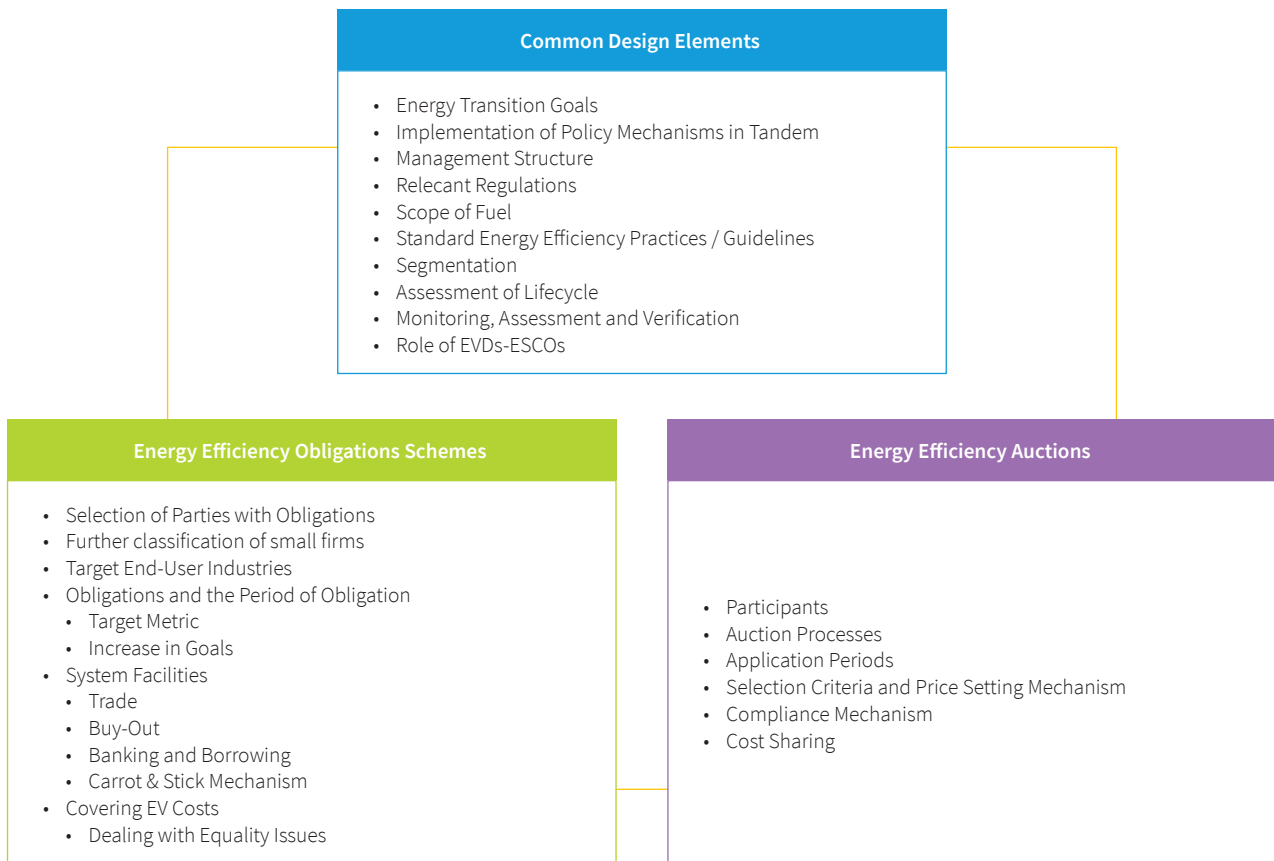 Common Design Elements
• Energy Transition Goals
• Implementation of Policy Mechanisms in Tandem
• Management Structure
• Relecant Regulations
• Scope of Fuel
• Standard Energy Efficiency Practices / Guidelines
• Segmentation
• Assessment of Lifecycle
• Monitoring, Assessment and Verification
• Role of EVDs-ESCOs
Energy Efficiency Obligations Schemes
• Selection of Parties with Obligations
• Further classification of small firms
• Target End-User Industries
• Obligations and the Period of Obligation
• Target Metric
• Increase in Goals
• System Facilities
• Trade
• Buy-Out
• Banking and Borrowing
• Carrot & Stick Mechanism
• Covering EV Costs
• Dealing with Equality Issues
Energy Efficiency Auctions
• Participants
• Auction Processes
• Application Periods
• Selection Criteria and Price Setting Mechanism
• Compliance Mechanism
• Cost Sharing